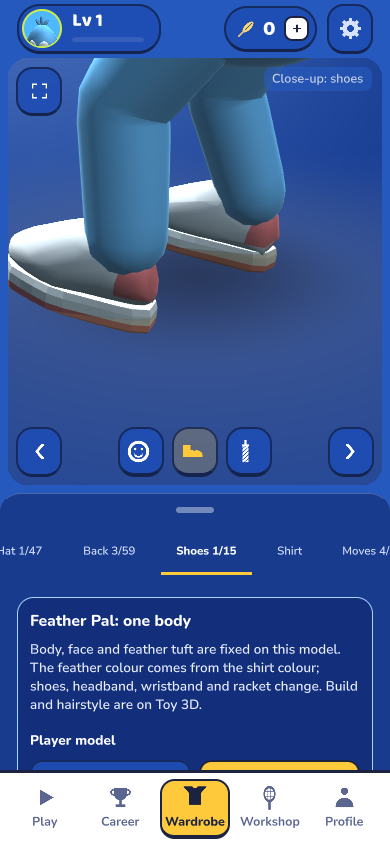 Lv 1
0
Close-up: shoes
Hat 1/47
Back 3/59
Shoes 1/15
Shirt
Moves 4/
Feather Pal: one body
Body, face and feather tuft are fixed on this model.
The feather colour comes from the shirt colour;
shoes, headband, wristband and racket change. Build
and hairstyle are on Toy 3D.
Player model
Play
Career
Wardrobe
Workshop
Profile